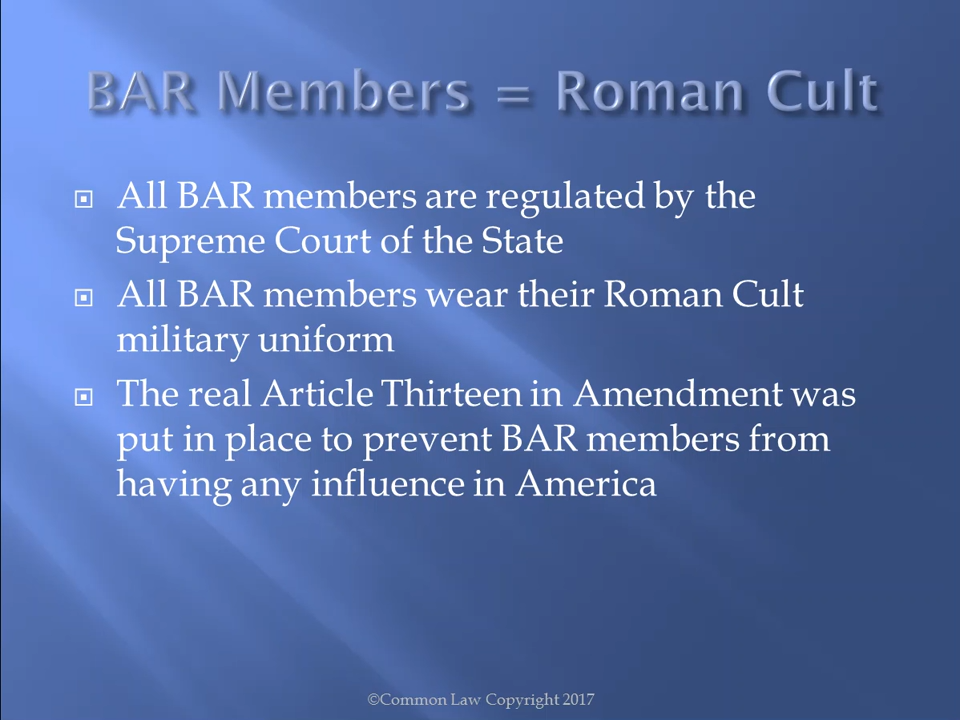 BAR Members = Roman Cult
All BAR members are regulated by the
Supreme Court of the State
All BAR members wear their Roman Cult
military uniform
The real Article Thirteen in Amendment was
put in place to prevent BAR members from
having any influence in America
©Common Law Copyright 2017